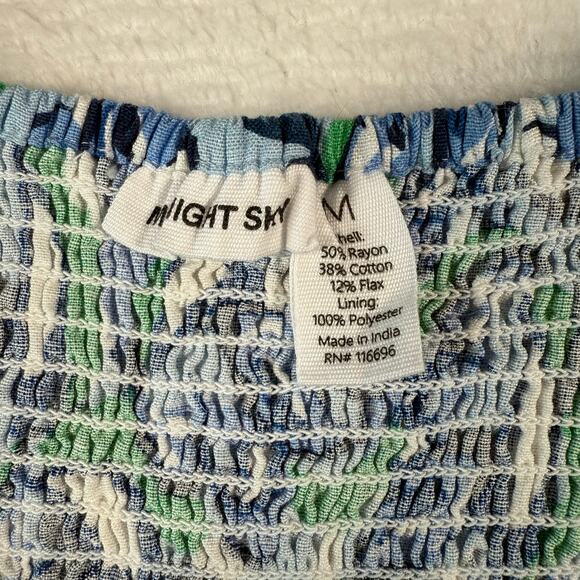 M NIGHT SKY
M
hell:
50% Rayon
38% Cotton
12% Flax
Lining:
100% Polyester
Made in India
RN# 116696